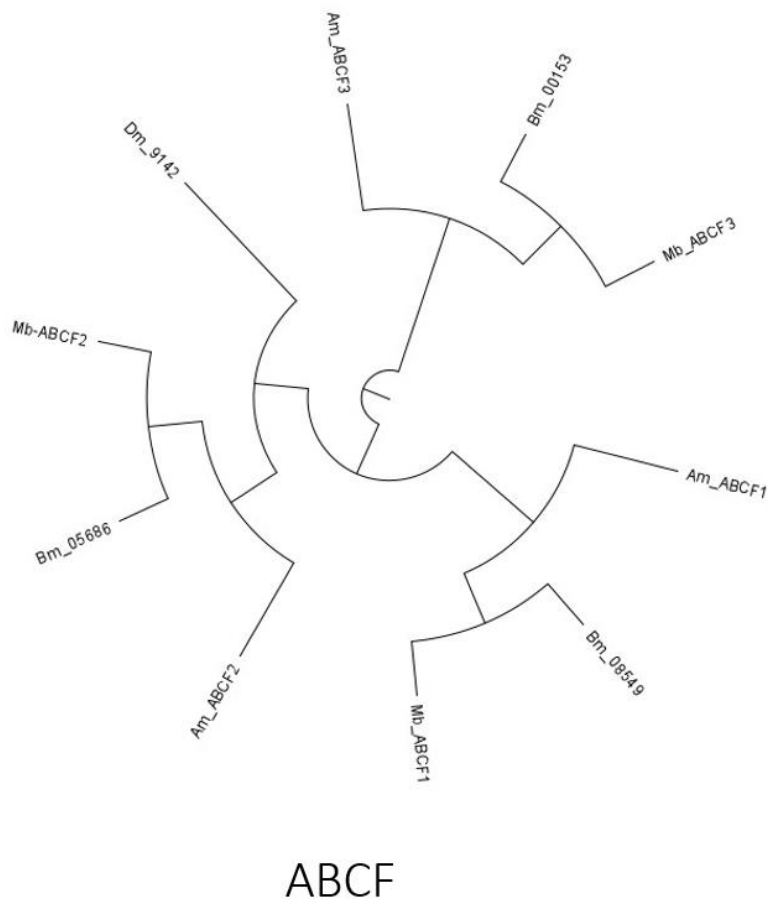 Am_ABCF3
Bm_00153
Dm_9142
Mb_ABCF3
Mb-ABCF2
Am_ABCF1
Bm_05686
Bm_08549
Am_ABCF2
Mb_ABCF1
ABCF